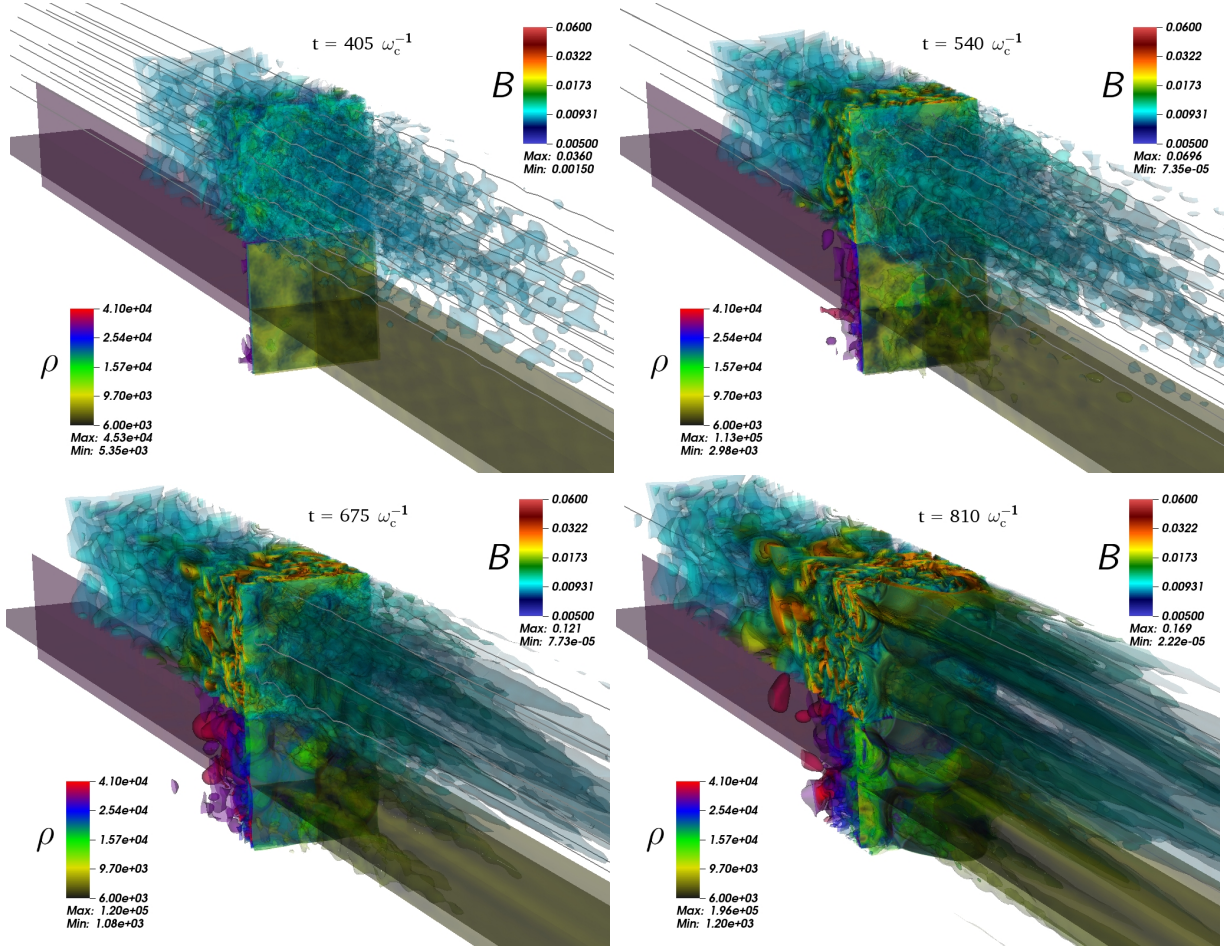 t = 405 ω_c^{-1}
B
0.0600
0.0322
0.0173
0.00931
0.00500
Max: 0.0360
Min: 0.00150
ρ
4.10e+04
2.54e+04
1.57e+04
9.70e+03
6.00e+03
Max: 4.53e+04
Min: 5.35e+03
t = 540 ω_c^{-1}
B
0.0600
0.0322
0.0173
0.00931
0.00500
Max: 0.0696
Min: 7.35e-05
ρ
4.10e+04
2.54e+04
1.57e+04
9.70e+03
6.00e+03
Max: 1.13e+05
Min: 2.98e+03
t = 675 ω_c^{-1}
B
0.0600
0.0322
0.0173
0.00931
0.00500
Max: 0.121
Min: 7.73e-05
ρ
4.10e+04
2.54e+04
1.57e+04
9.70e+03
6.00e+03
Max: 1.20e+05
Min: 1.08e+03
t = 810 ω_c^{-1}
B
0.0600
0.0322
0.0173
0.00931
0.00500
Max: 0.169
Min: 2.22e-05
ρ
4.10e+04
2.54e+04
1.57e+04
9.70e+03
6.00e+03
Max: 1.96e+05
Min: 1.20e+03